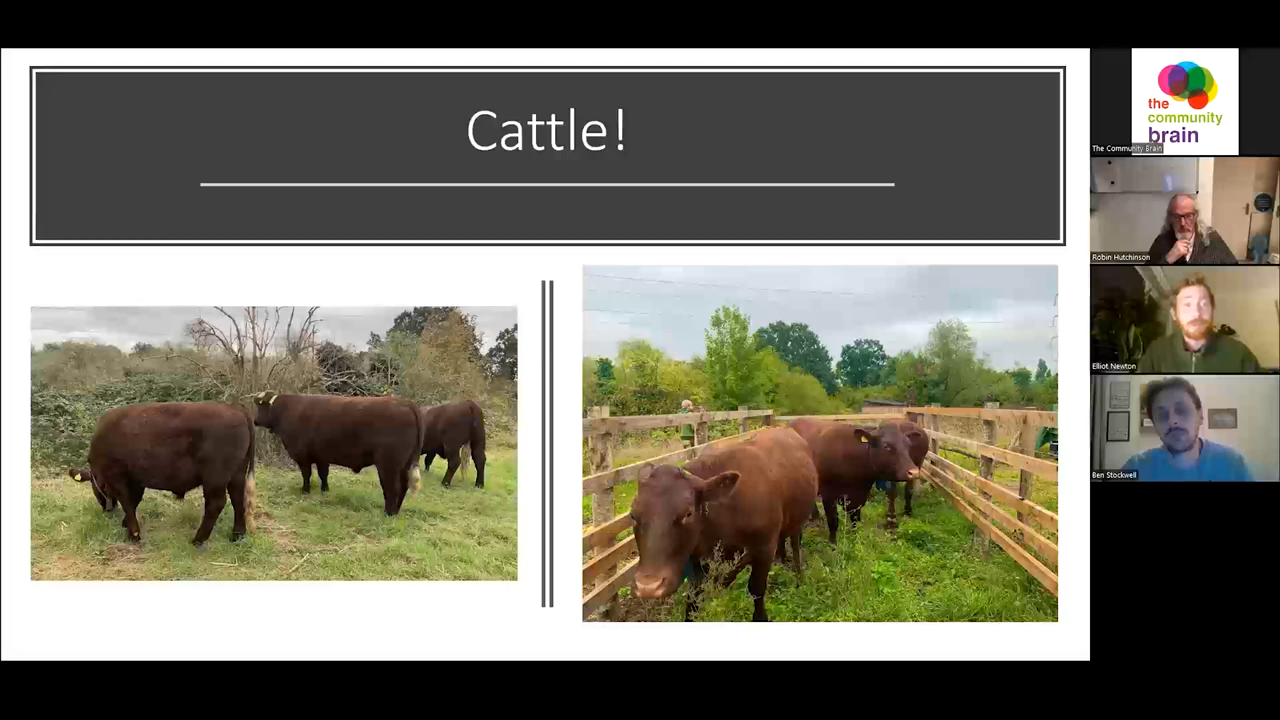 Cattle!
the
community
brain
The Community Brain
Robin Hutchinson
Elliot Newton
Ben Stockwell